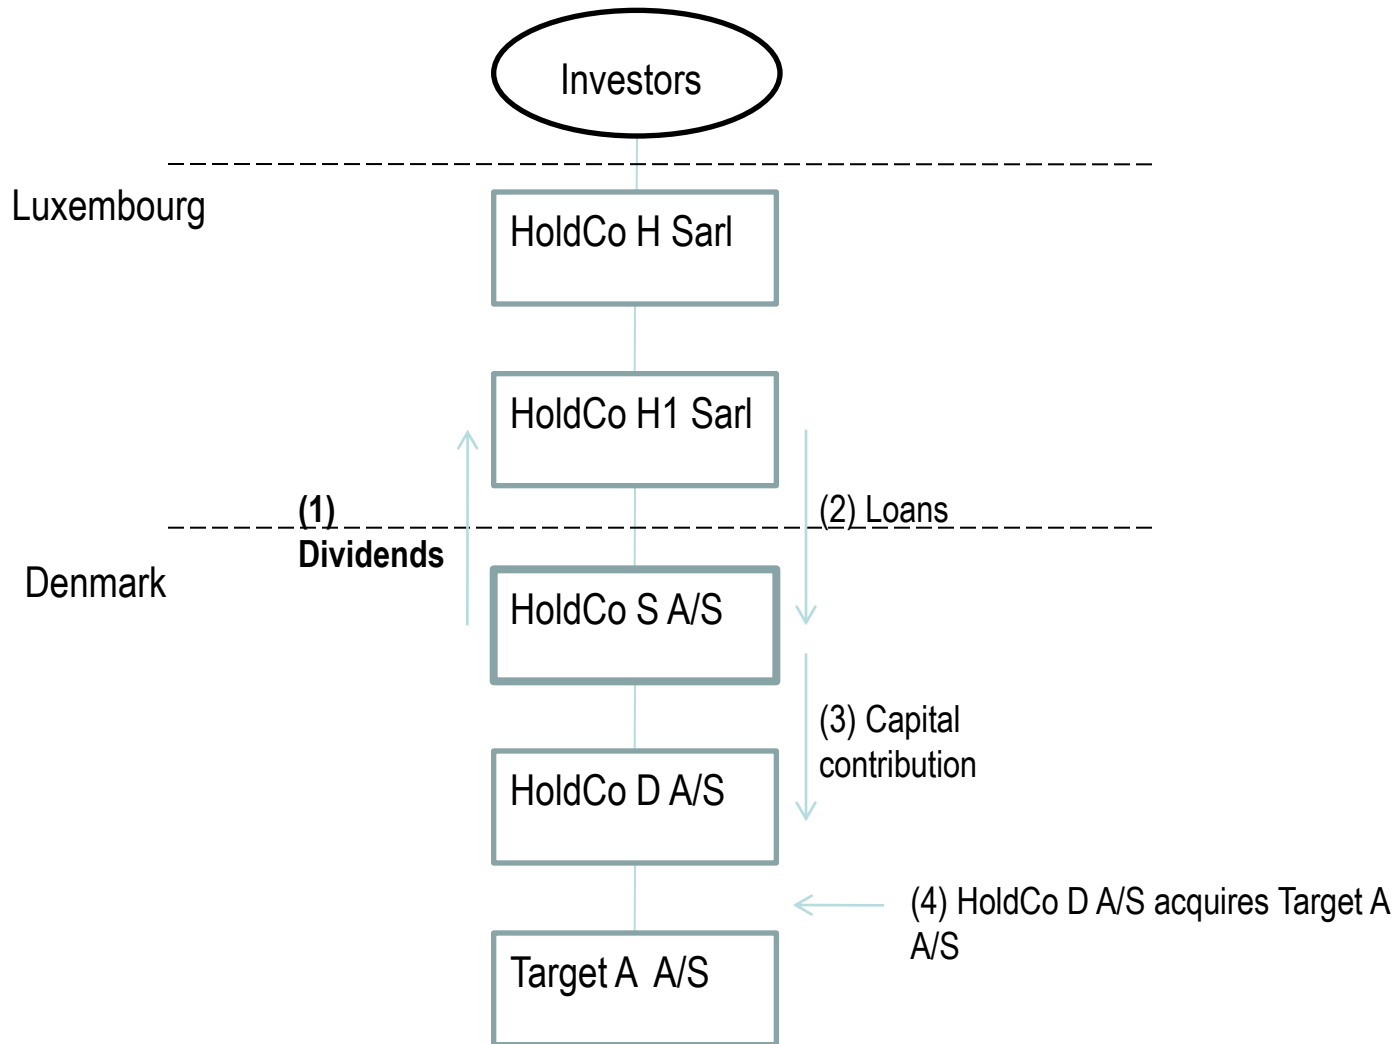 Investors
Luxembourg
HoldCo H Sarl
HoldCo H1 Sarl
(1)
Dividends
(2) Loans
Denmark
HoldCo S A/S
(3) Capital
contribution
HoldCo D A/S
(4) HoldCo D A/S acquires Target A
A/S
Target A A/S